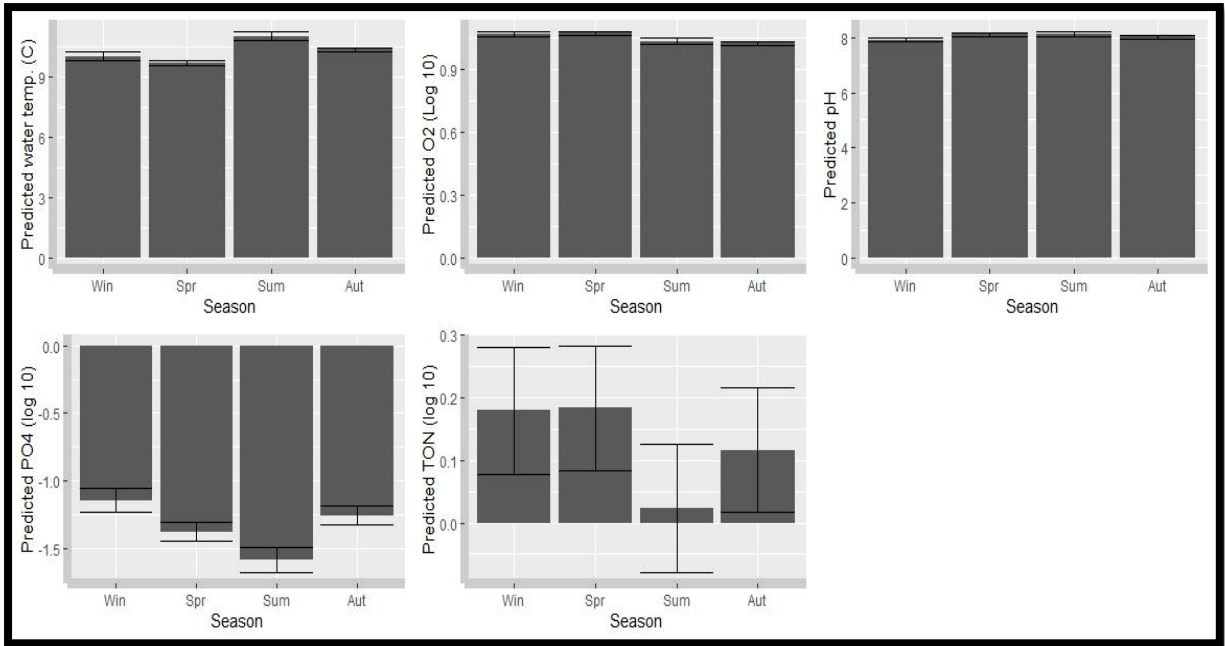 Predicted water temp. (C)
9
6
3
0
Win Spr Sum Aut
Season
Predicted O2 (Log 10)
0.9
0.6
0.3
0.0
Win Spr Sum Aut
Season
Predicted pH
8
6
4
2
0
Win Spr Sum Aut
Season
Predicted PO4 (log 10)
0.0
-0.5
-1.0
-1.5
Win Spr Sum Aut
Season
Predicted TON (log 10)
0.3
0.2
0.1
0.0
Win Spr Sum Aut
Season